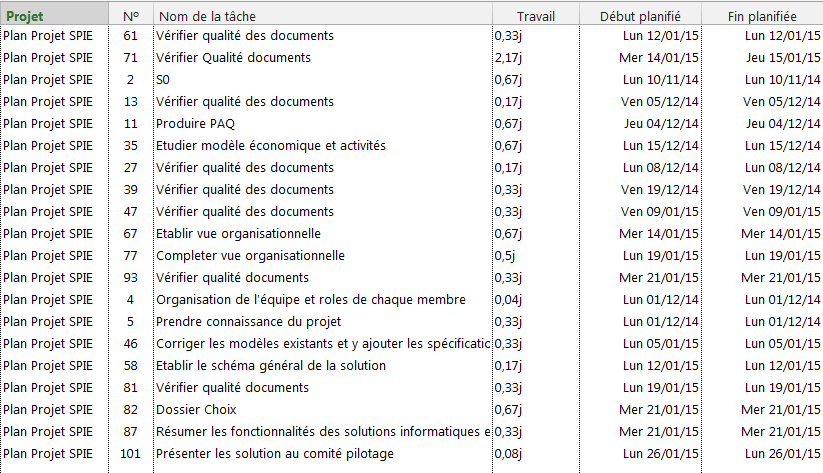 Projet Nº Nom de la tâche Travail Début planifié Fin planifiée
Plan Projet SPIE 61 Vérifier qualité des documents 0,33j Lun 12/01/15 Lun 12/01/15
Plan Projet SPIE 71 Vérifier Qualité documents 2,17j Mer 14/01/15 Jeu 15/01/15
Plan Projet SPIE 2 S0 0,67j Lun 10/11/14 Lun 10/11/14
Plan Projet SPIE 13 Vérifier qualité des documents 0,17j Ven 05/12/14 Ven 05/12/14
Plan Projet SPIE 11 Produire PAQ 0,67j Jeu 04/12/14 Jeu 04/12/14
Plan Projet SPIE 35 Etudier modèle économique et activités 0,67j Lun 15/12/14 Lun 15/12/14
Plan Projet SPIE 27 Vérifier qualité des documents 0,17j Lun 08/12/14 Lun 08/12/14
Plan Projet SPIE 39 Vérifier qualité des documents 0,33j Ven 19/12/14 Ven 19/12/14
Plan Projet SPIE 47 Vérifier qualité des documents 0,33j Ven 09/01/15 Ven 09/01/15
Plan Projet SPIE 67 Etablir vue organisationnelle 0,67j Mer 14/01/15 Mer 14/01/15
Plan Projet SPIE 77 Completer vue organisationnelle 0,5j Lun 19/01/15 Lun 19/01/15
Plan Projet SPIE 93 Vérifier qualité documents 0,33j Mer 21/01/15 Mer 21/01/15
Plan Projet SPIE 4 Organisation de l'équipe et roles de chaque membre 0,04j Lun 01/12/14 Lun 01/12/14
Plan Projet SPIE 5 Prendre connaissance du projet 0,33j Lun 01/12/14 Lun 01/12/14
Plan Projet SPIE 46 Corriger les modèles existants et y ajouter les spécificatio 0,33j Lun 05/01/15 Lun 05/01/15
Plan Projet SPIE 58 Etablir le schéma général de la solution 0,17j Lun 12/01/15 Lun 12/01/15
Plan Projet SPIE 81 Vérifier qualité documents 0,33j Lun 19/01/15 Lun 19/01/15
Plan Projet SPIE 82 Dossier Choix 0,67j Mer 21/01/15 Mer 21/01/15
Plan Projet SPIE 87 Résumer les fonctionnalités des solutions informatiques e 0,33j Mer 21/01/15 Mer 21/01/15
Plan Projet SPIE 101 Présenter les solution au comité pilotage 0,08j Lun 26/01/15 Lun 26/01/15